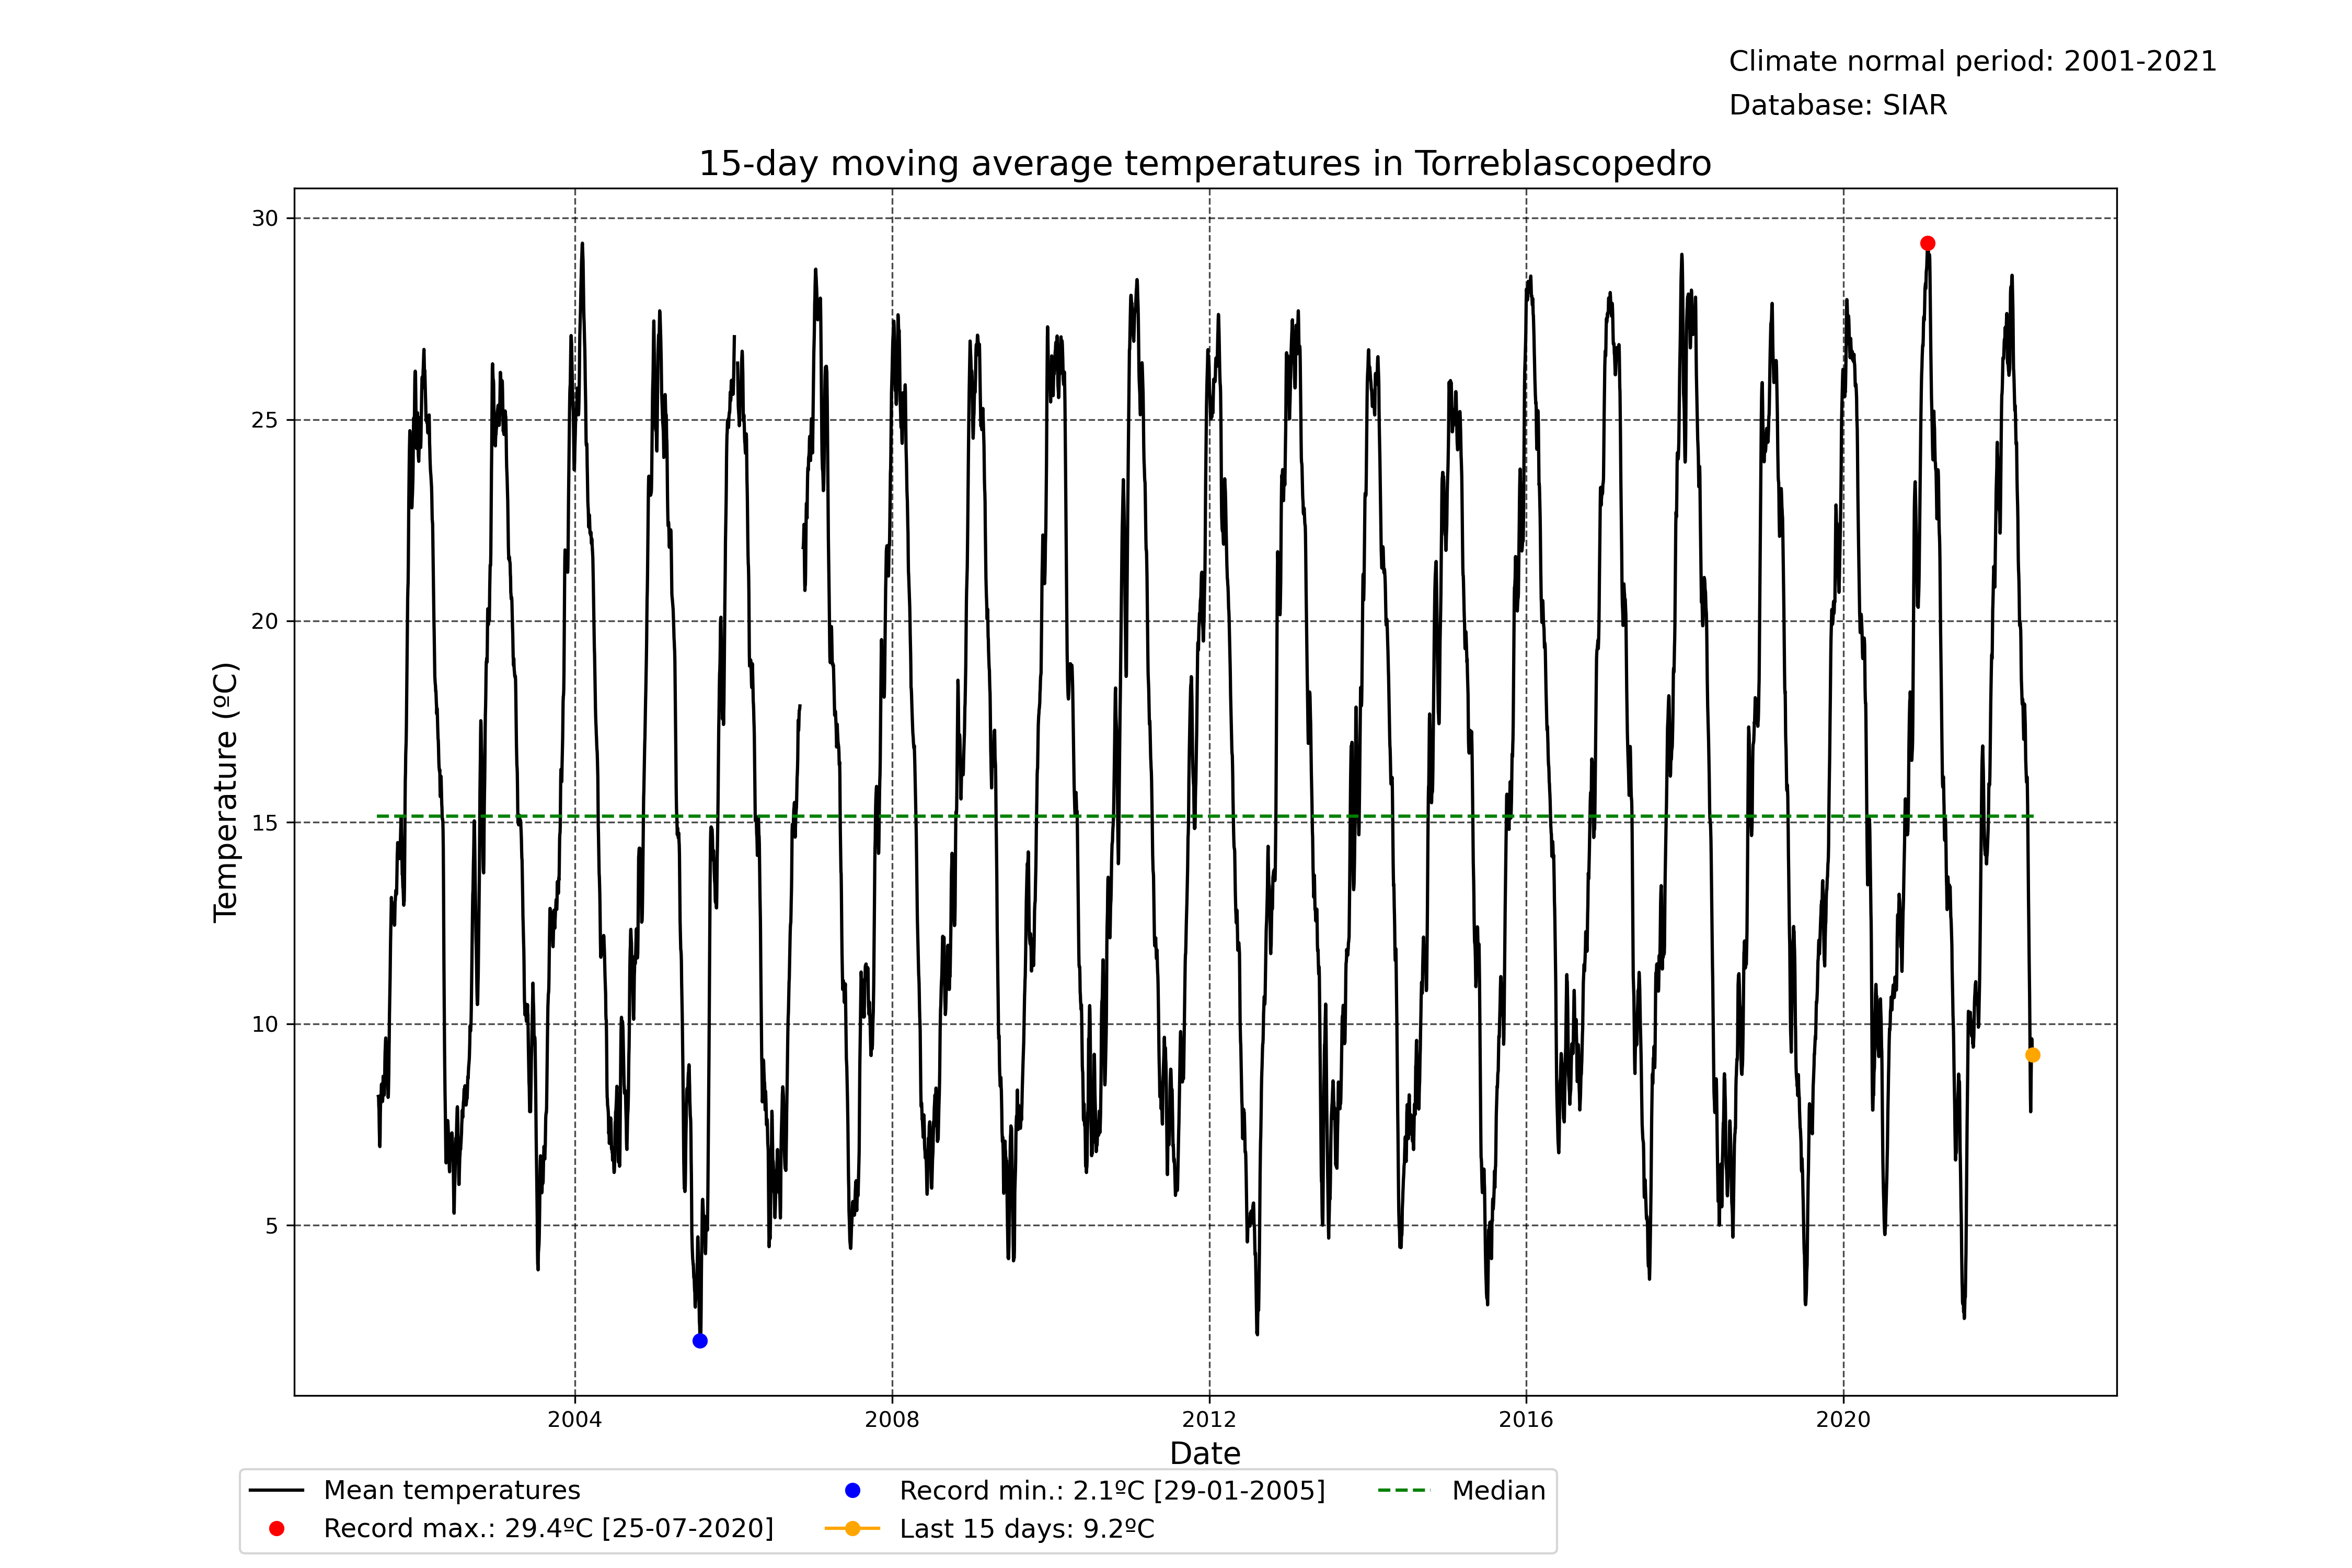 Climate normal period: 2001-2021
Database: SIAR
15-day moving average temperatures in Torreblascopedro
30
25
20
15
10
5
Temperature (ºC)
2004
2008
2012
2016
2020
Date
Mean temperatures
Record max.: 29.4ºC [25-07-2020]
Record min.: 2.1ºC [29-01-2005]
Last 15 days: 9.2ºC
Median